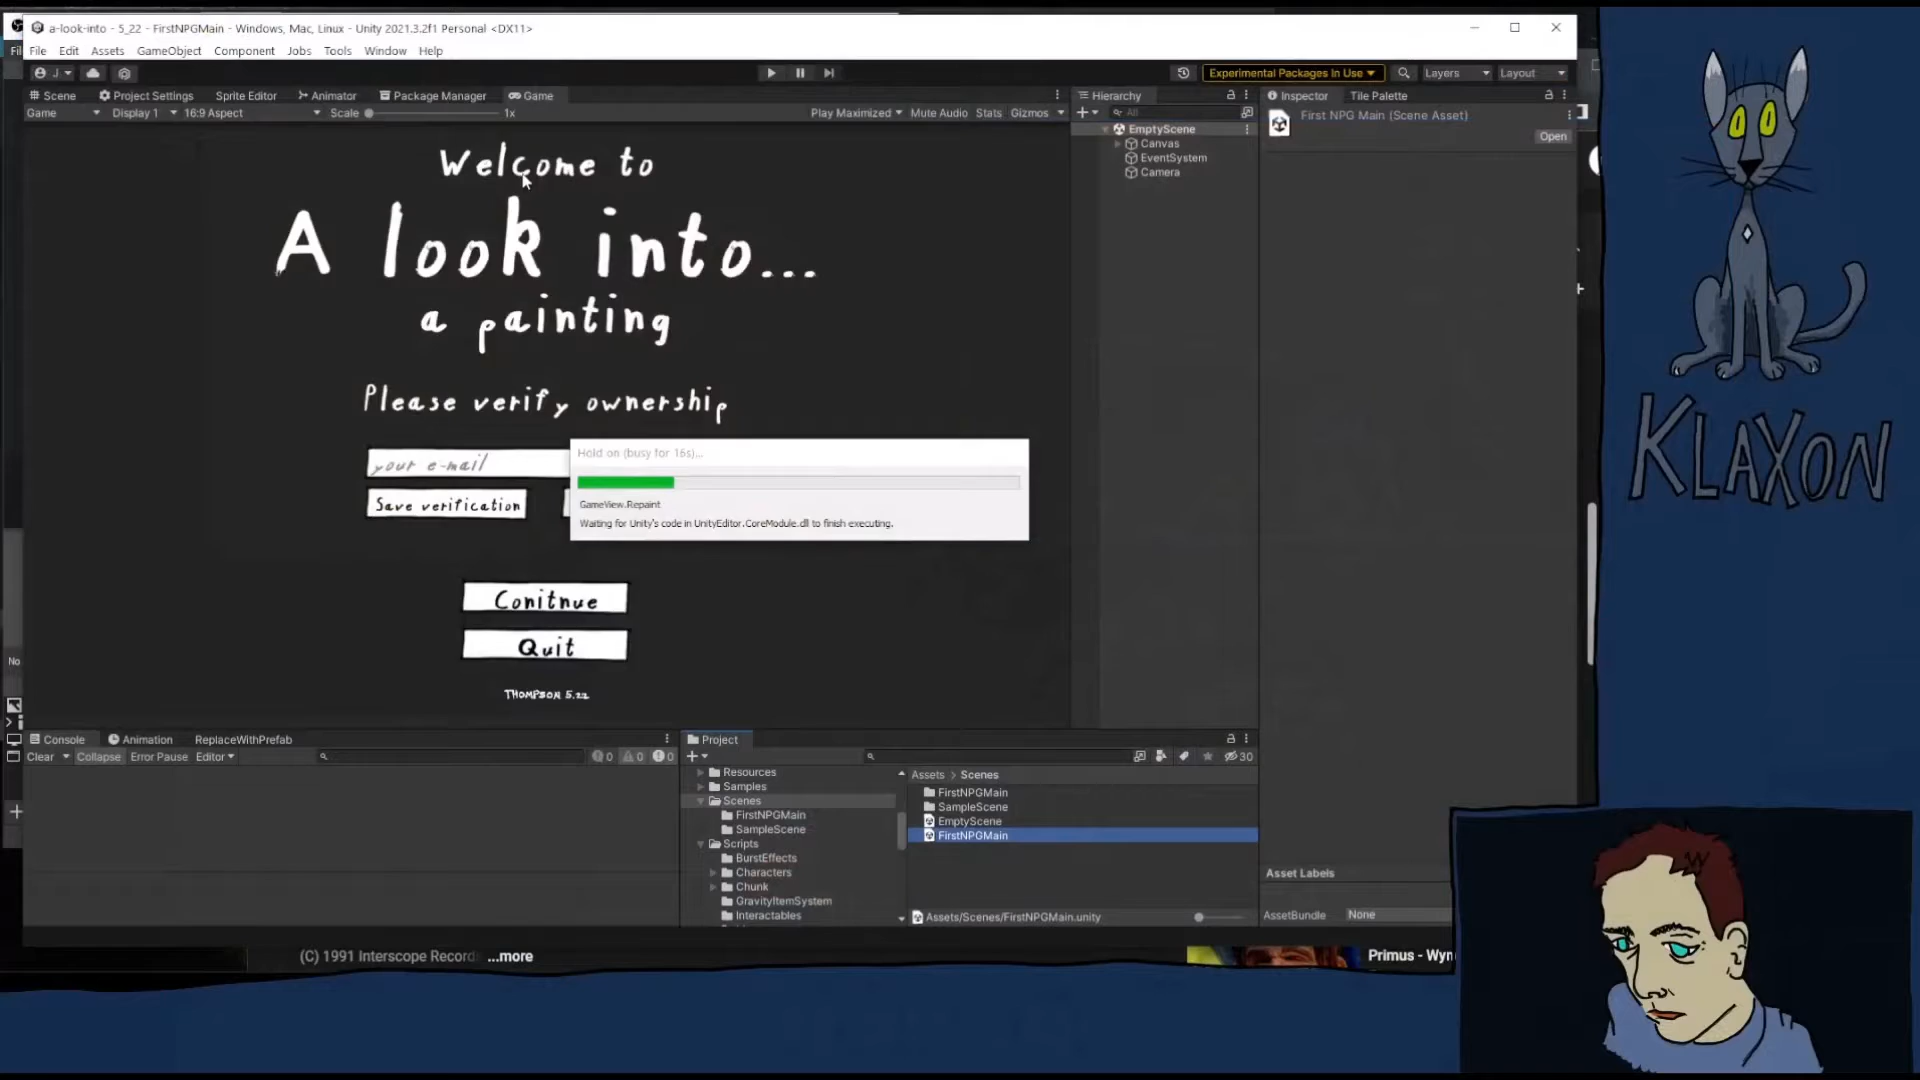 a-look-into - 5_22 - FirstNPGMain - Windows, Mac, Linux - Unity 2021.3.2f1 Personal <DX11>
File Edit Assets GameObject Component Jobs Tools Window Help
J
Experimental Packages In Use
Layers
Layout
Scene
Project Settings
Sprite Editor
Animator
Package Manager
Game
Hierarchy
Inspector
Tile Palette
Game
Display 1
16:9 Aspect
Scale
1x
Play Maximized
Mute Audio
Stats
Gizmos
All
First NPG Main (Scene Asset)
Open
EmptyScene
Canvas
EventSystem
Camera
Welcome to
A look into...
a painting
Please verify ownership
your e-mail
Save verification
Hold on (busy for 16s)...
GameView.Repaint
Waiting for Unity's code in UnityEditor.CoreModule.dll to finish executing.
Conitnue
Quit
THOMPSON 5.22
No
Console
Animation
ReplaceWithPrefab
Clear
Collapse
Error Pause
Editor
0
0
0
Project
30
Resources
Samples
Scenes
FirstNPGMain
SampleScene
Scripts
BurstEffects
Characters
Chunk
GravityItemSystem
Interactables
Assets > Scenes
FirstNPGMain
SampleScene
EmptyScene
FirstNPGMain
Assets/Scenes/FirstNPGMain.unity
Asset Labels
AssetBundle
None
(C) 1991 Interscope Records ...more
Primus - Wyn
KLAXON